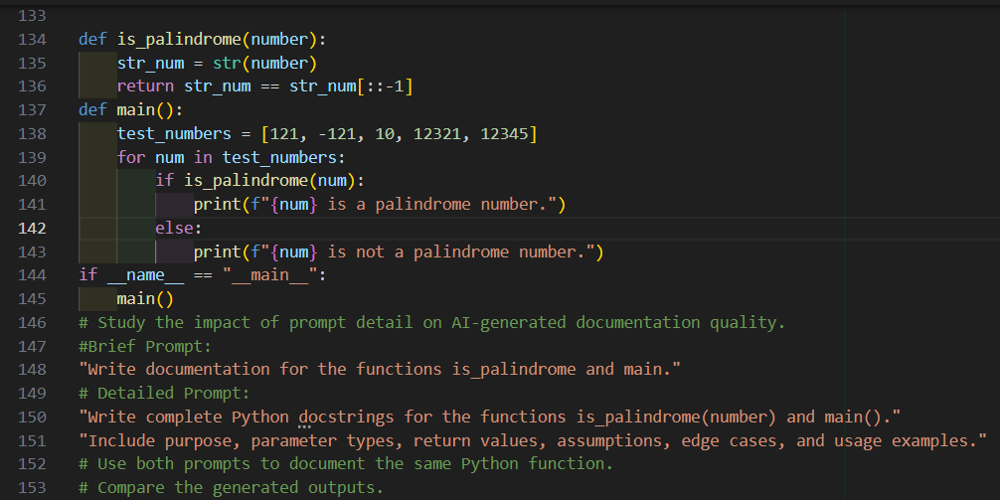 133
134 def is_palindrome(number):
135     str_num = str(number)
136     return str_num == str_num[::-1]
137 def main():
138     test_numbers = [121, -121, 10, 12321, 12345]
139     for num in test_numbers:
140         if is_palindrome(num):
141             print(f"{num} is a palindrome number.")
142         else:
143             print(f"{num} is not a palindrome number.")
144 if __name__ == "__main__":
145     main()
146 # Study the impact of prompt detail on AI-generated documentation quality.
147 #Brief Prompt:
148 "Write documentation for the functions is_palindrome and main."
149 # Detailed Prompt:
150 "Write complete Python docstrings for the functions is_palindrome(number) and main()."
151 "Include purpose, parameter types, return values, assumptions, edge cases, and usage examples."
152 # Use both prompts to document the same Python function.
153 # Compare the generated outputs.